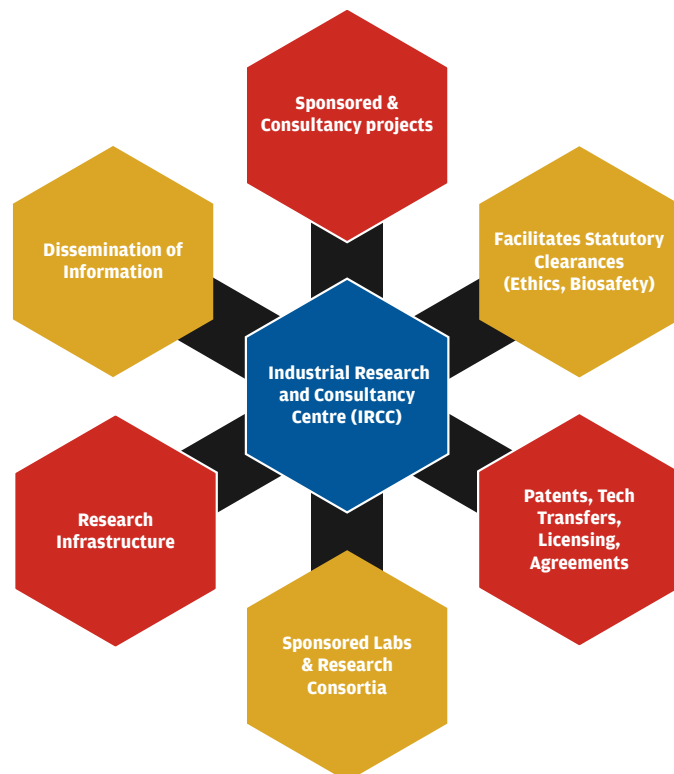 Sponsored &
Consultancy projects
Dissemination of
Information
Facilitates Statutory
Clearances
(Ethics, Biosafety)
Industrial Research
and Consultancy
Centre (IRCC)
Research
Infrastructure
Patents, Tech
Transfers,
Licensing,
Agreements
Sponsored Labs
& Research
Consortia